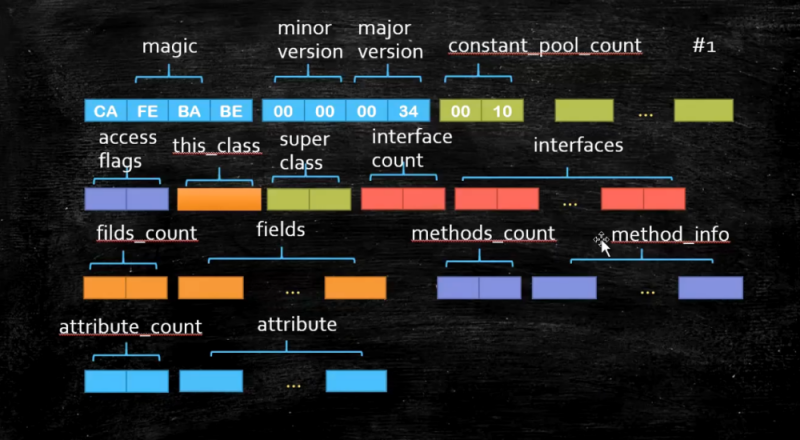 magic
minor
version
major
version
constant_pool_count
#1
CA FE BA BE 00 00 00 34 00 10 ...
access
flags
this_class
super
class
interface
count
interfaces
...
filds_count
fields
methods_count
method_info
... ...
attribute_count
attribute
...